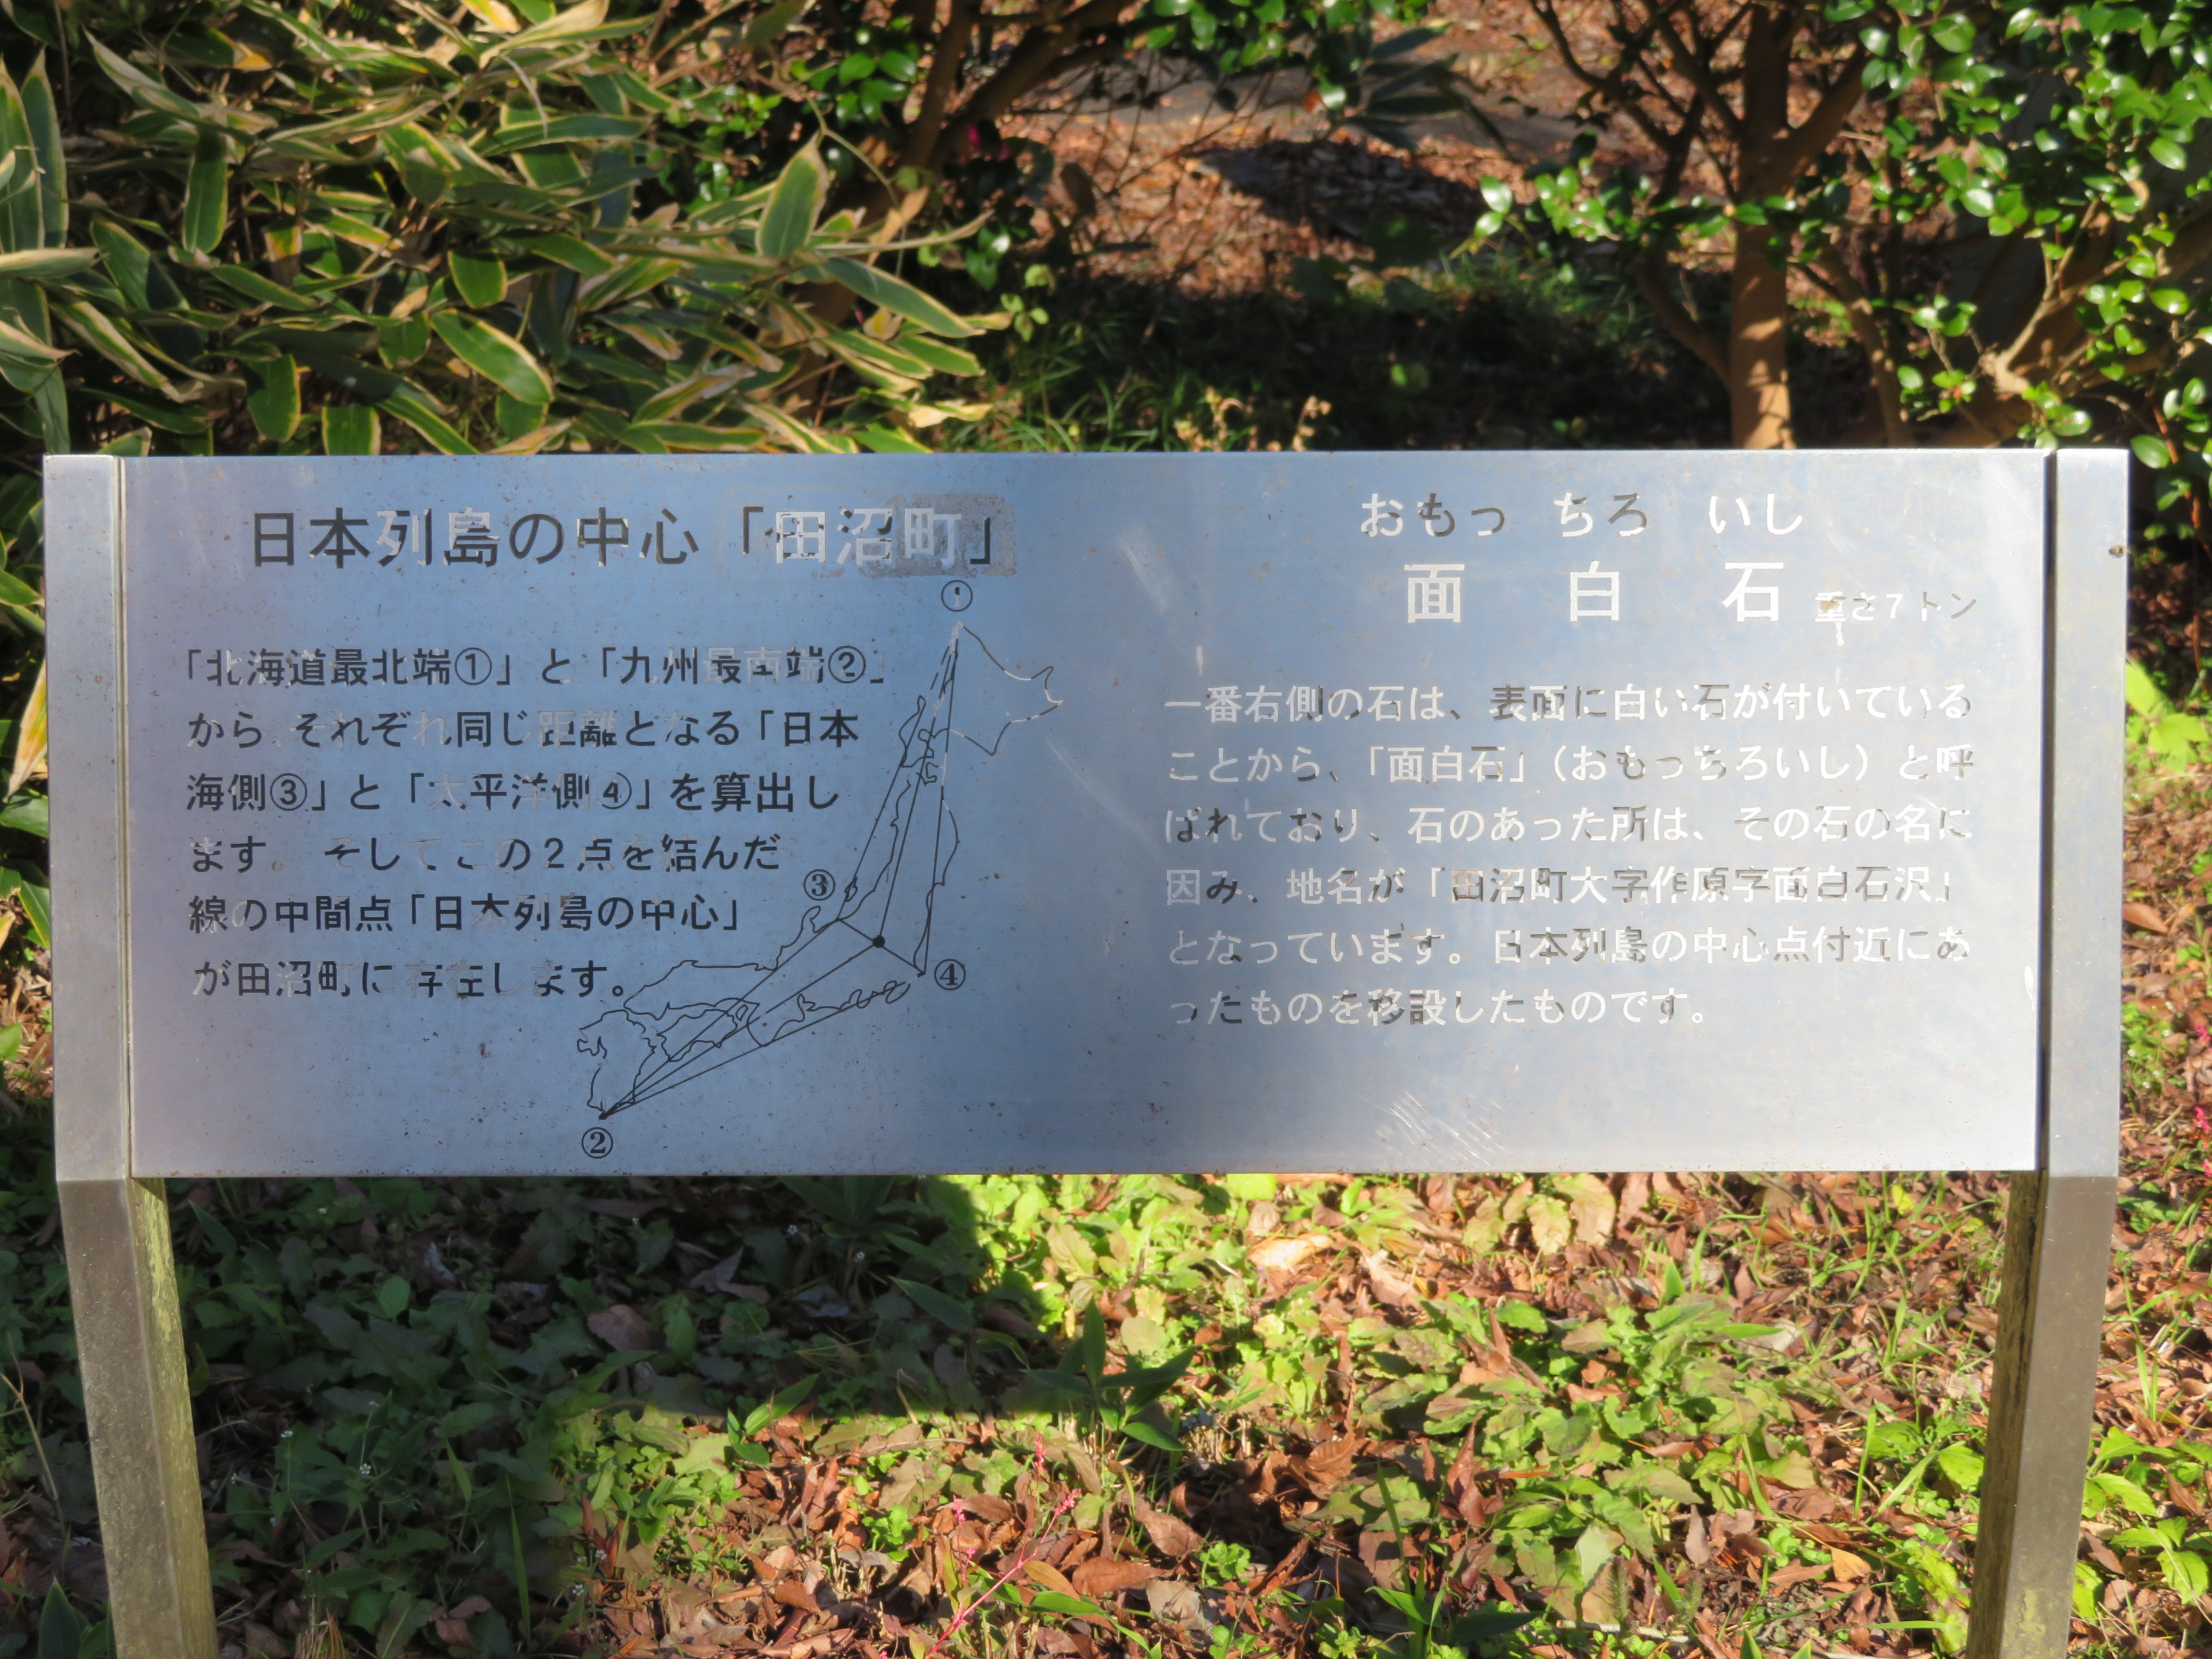 日本列島の中心「田沼町」
「北海道最北端①」と「九州最南端②」
から、それぞれ同じ距離となる「日本
海側③」と「太平洋側④」を算出し
ます。そしてこの2点を結んだ
線の中間点「日本列島の中心」
が田沼町に存在します。
①
③
④
②
おもっ ちろ いし
面 白 石 重さ7トン
一番右側の石は、表面に白い石が付いている
ことから、「面白石」（おもっちろいし）と呼
ばれており、石のあった所は、その石の名に
因み、地名が「田沼町大字作原字面白石沢」
となっています。日本列島の中心点付近にあ
ったものを移設したものです。